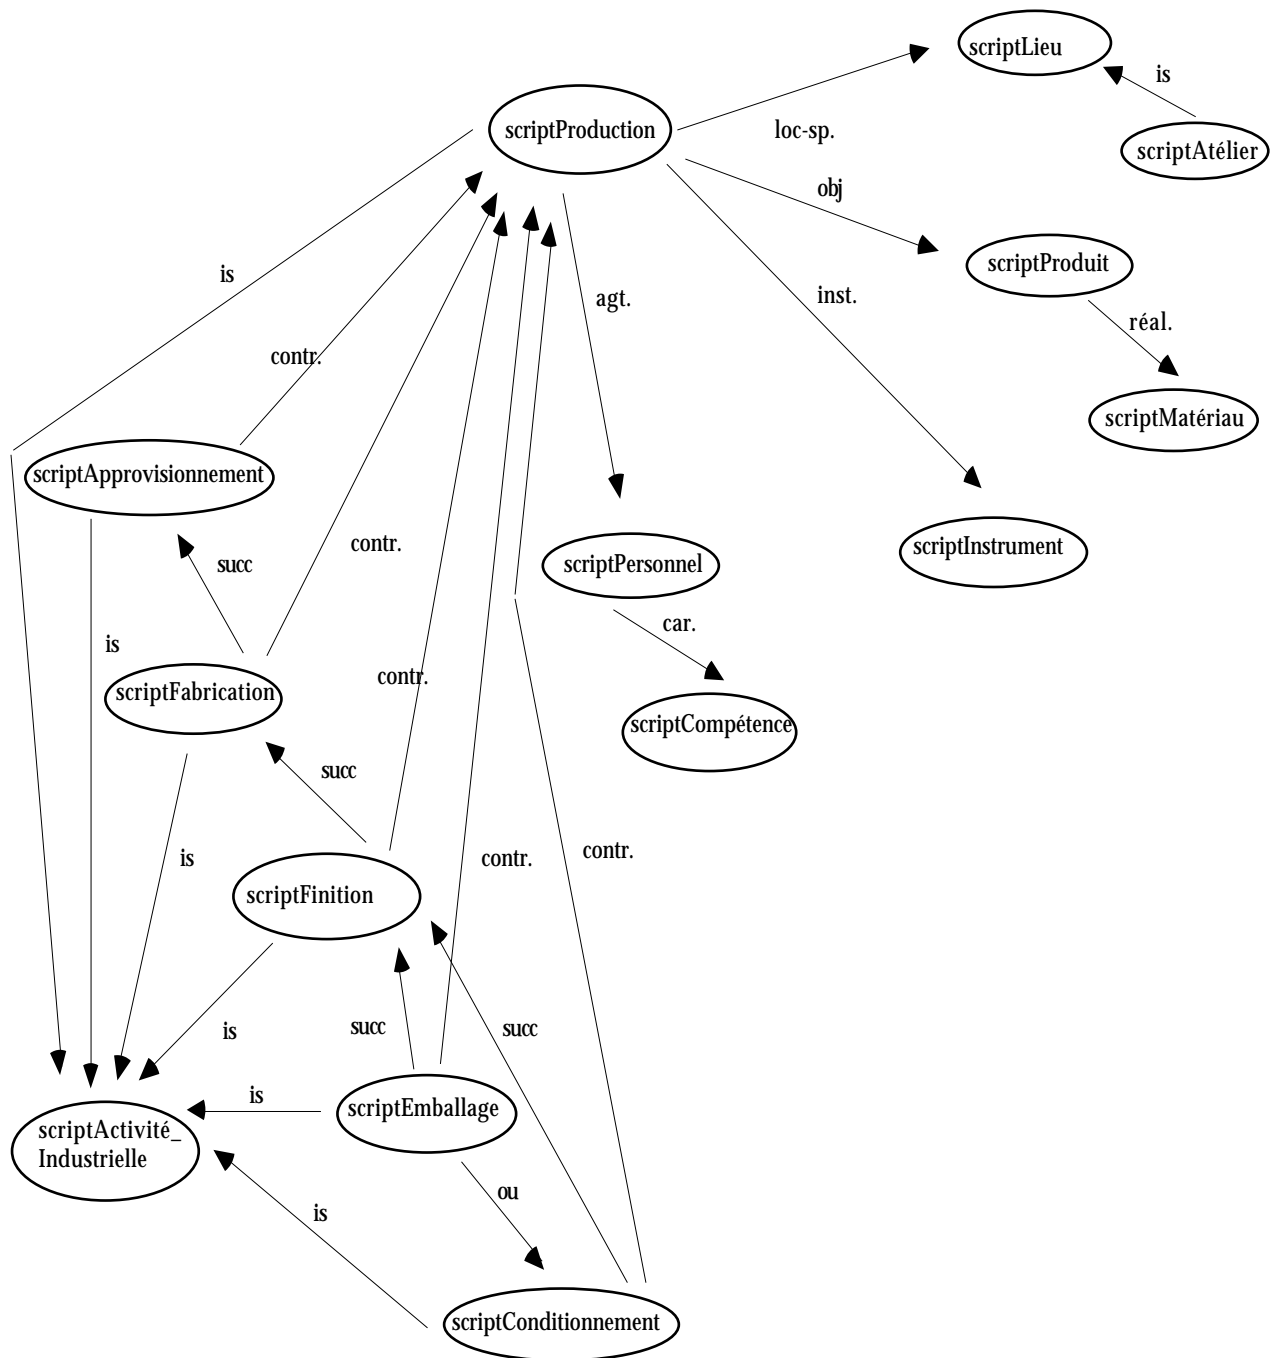 scriptLieu
is
scriptProduction
loc-sp.
scriptAtélier
obj
scriptProduit
is
agt.
inst.
réal.
contr.
scriptMatériau
scriptApprovisionnement
contr.
scriptInstrument
succ
scriptPersonnel
car.
is
contr.
scriptFabrication
scriptCompétence
succ
is
contr.
contr.
scriptFinition
is
succ
succ
is
scriptEmballage
scriptActivité_
Industrielle
ou
is
scriptConditionnement